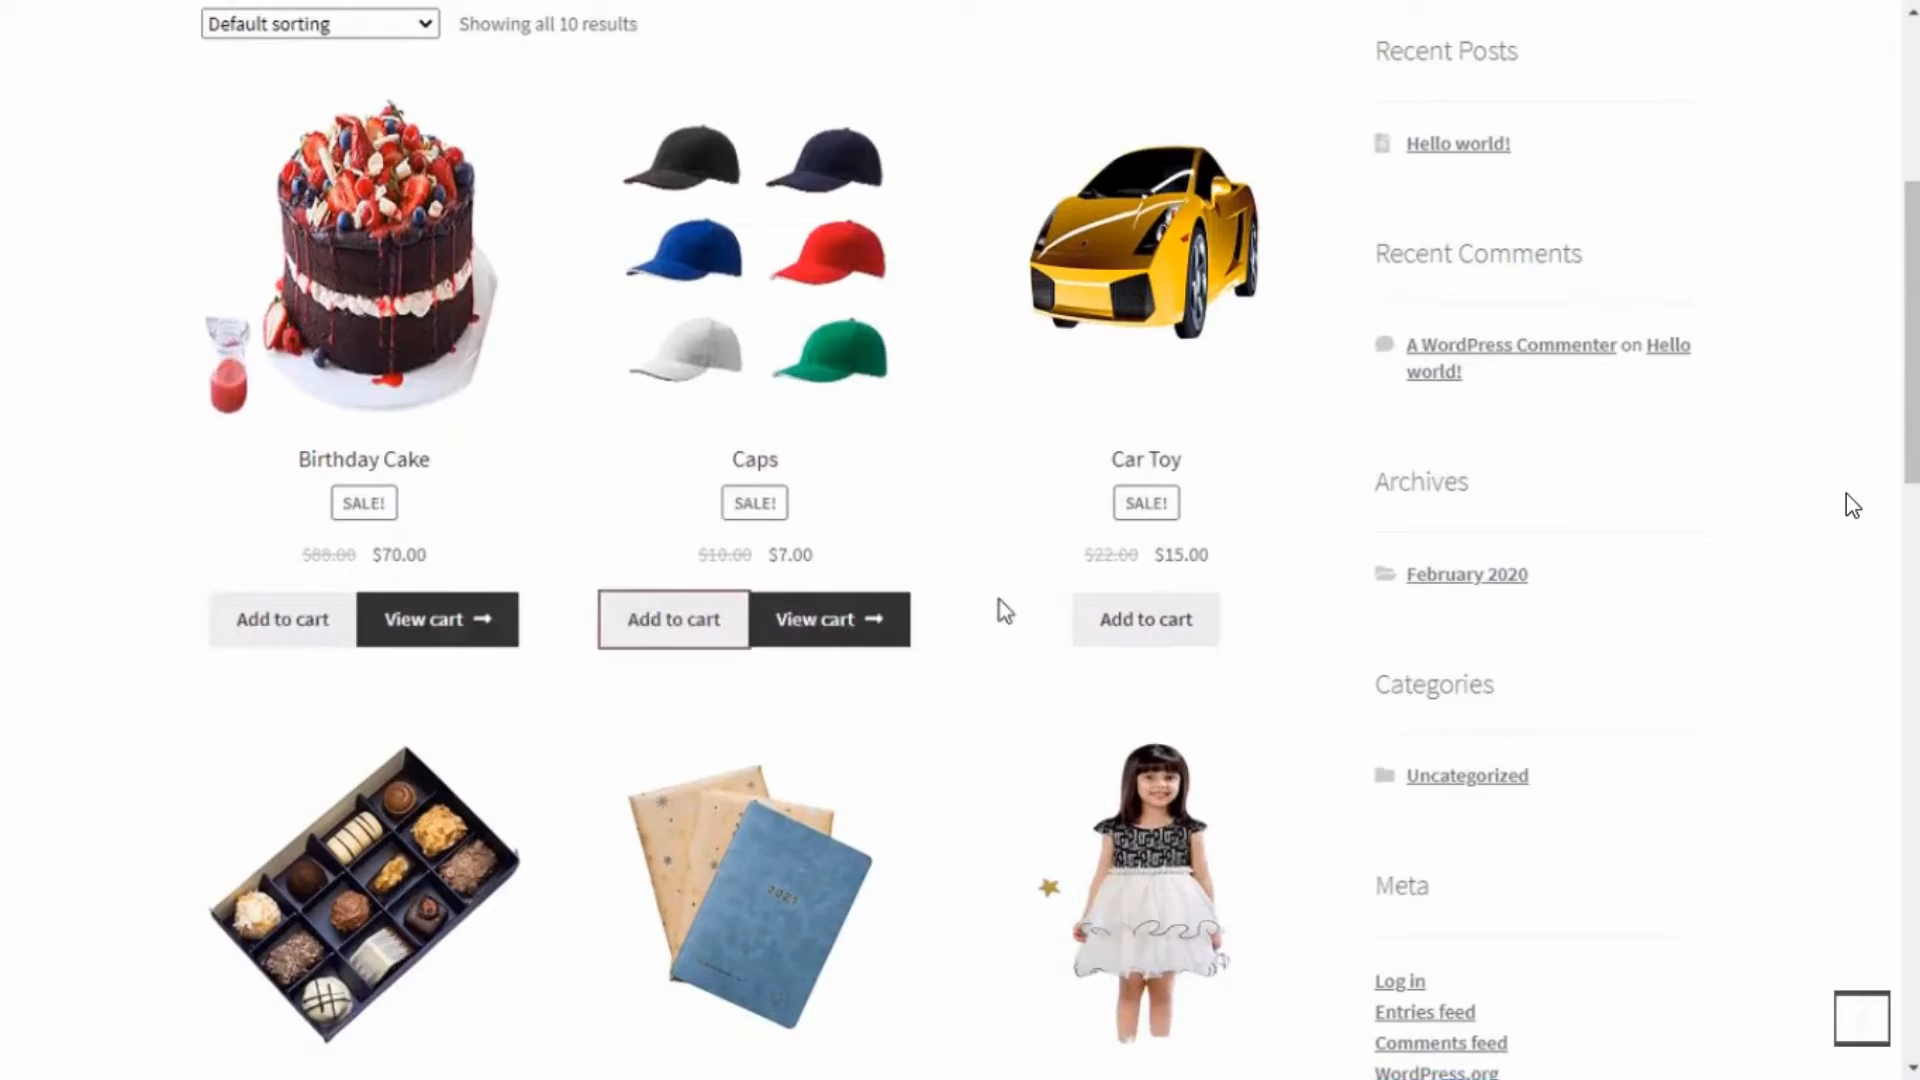 Default sorting
Showing all 10 results
Birthday Cake
SALE!
$88.00 $70.00
Add to cart
View cart →
Caps
SALE!
$10.00 $7.00
Add to cart
View cart →
Car Toy
SALE!
$22.00 $15.00
Add to cart
2021
Recent Posts
Hello world!
Recent Comments
A WordPress Commenter on Hello
world!
Archives
February 2020
Categories
Uncategorized
Meta
Log in
Entries feed
Comments feed
WordPress.org